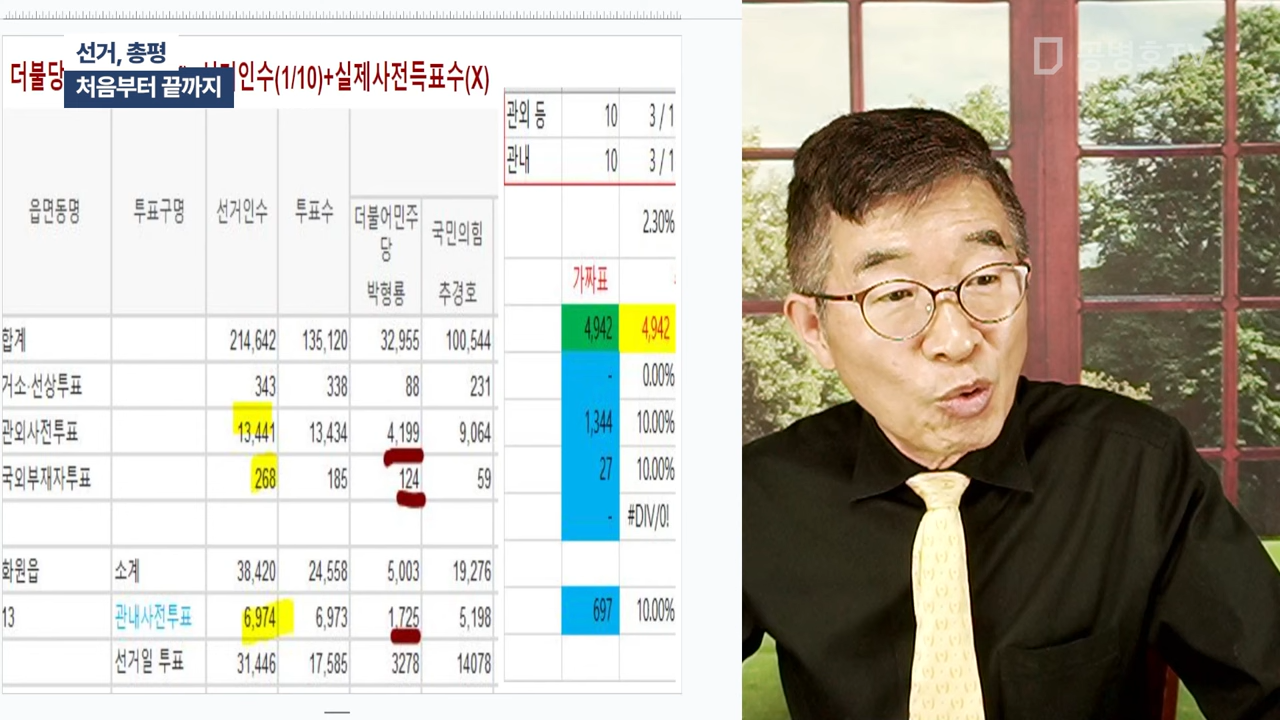 선거, 총평
처음부터 끝까지
더불당 인수(1/10)+실제사전득표수(X)
공병호TV
읍면동명 투표구명 선거인수 투표수 더불어민주당 박형룡 국민의힘 추경호
합계 214,642 135,120 32,955 100,544
거소·선상투표 343 338 88 231
관외사전투표 13,441 13,434 4,199 9,064
국외부재자투표 268 185 124 59
화원읍 소계 38,420 24,558 5,003 19,276
13 관내사전투표 6,974 6,973 1,725 5,198
선거일 투표 31,446 17,585 3278 14078
관외 등 10 3 / 1
관내 10 3 / 1
2.30%
가짜표
4,942 4,942
- 0.00%
1,344 10.00%
27 10.00%
- #DIV/0!
697 10.00%